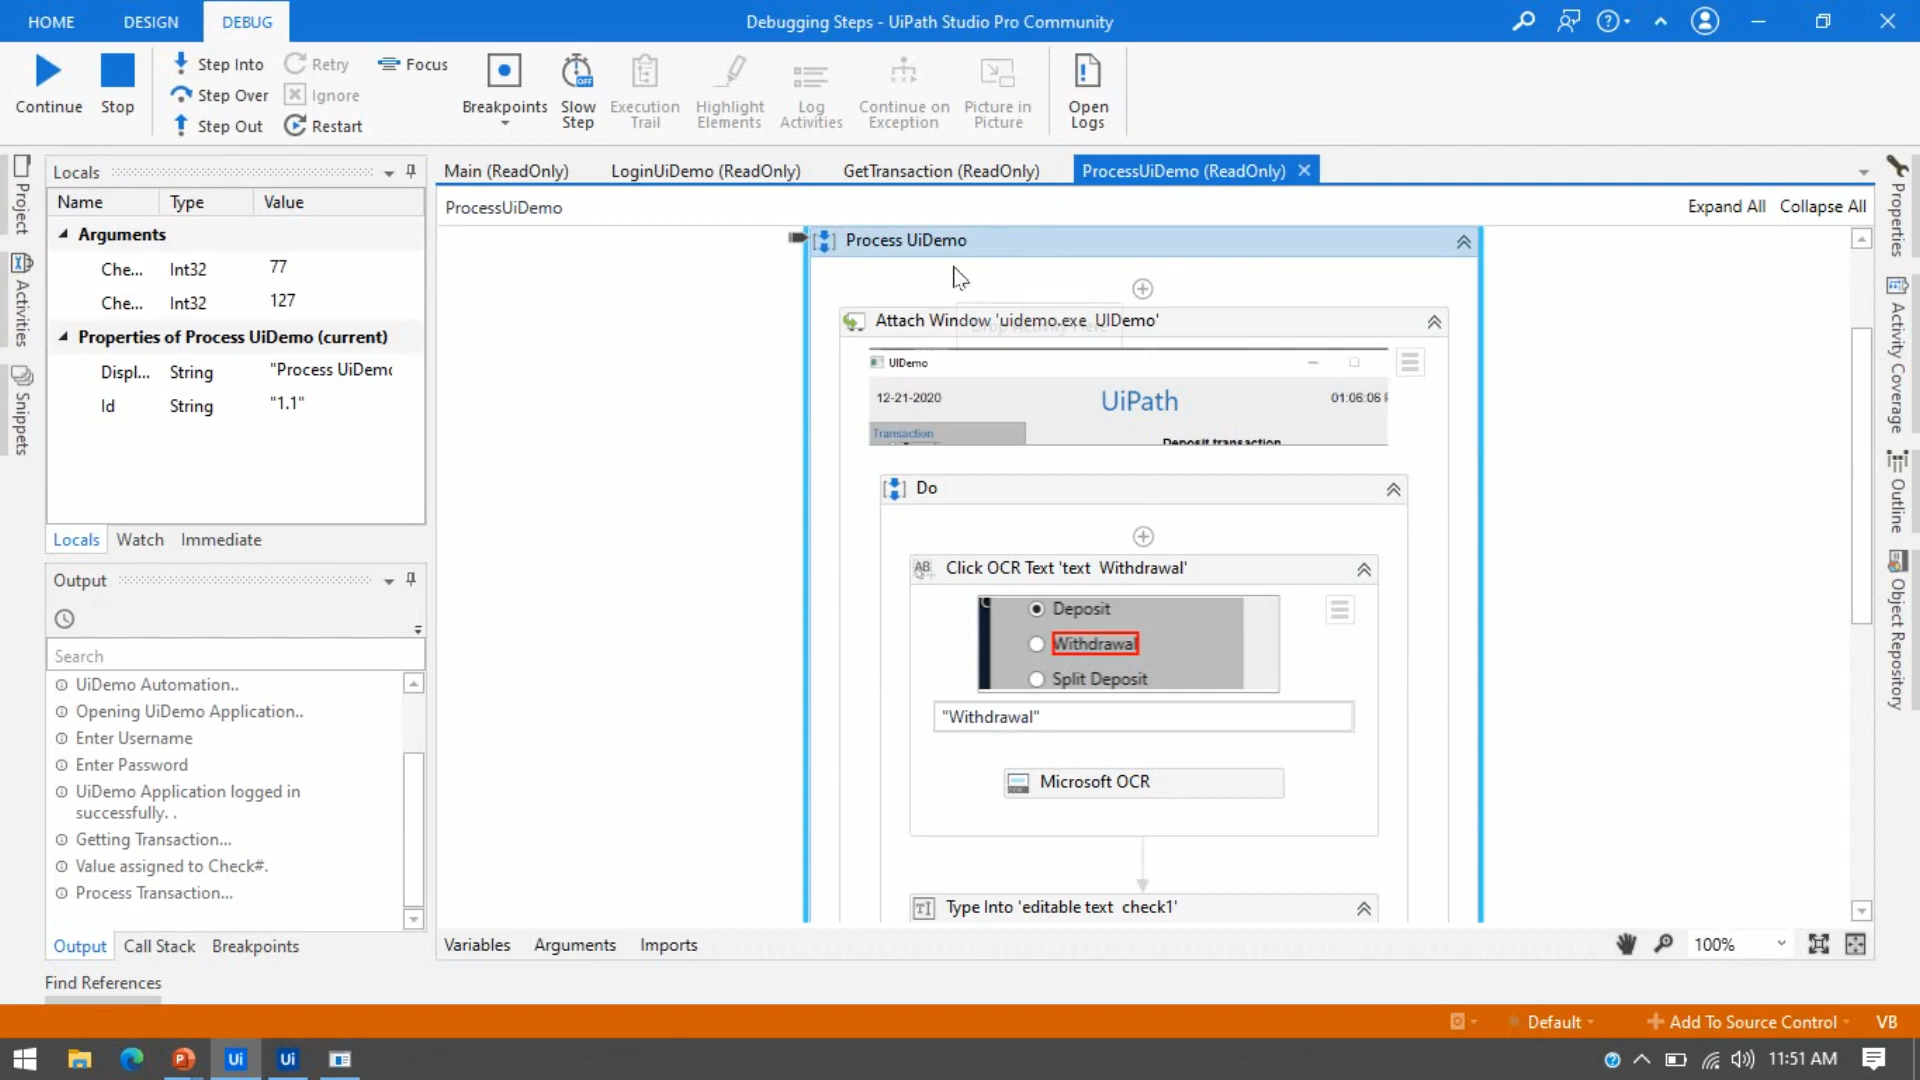 HOME
DESIGN
DEBUG
Debugging Steps - UiPath Studio Pro Community
Continue
Stop
Step Into
Step Over
Step Out
Retry
Ignore
Restart
Focus
Breakpoints
Slow
Step
Execution
Trail
Highlight
Elements
Log
Activities
Continue on
Exception
Picture in
Picture
Open
Logs
Project
Activities
Snippets
Locals
Name Type Value
Arguments
Che... Int32 77
Che... Int32 127
Properties of Process UiDemo (current)
Displ... String "Process UiDemo
Id String "1.1"
Locals Watch Immediate
Output
Search
UiDemo Automation..
Opening UiDemo Application..
Enter Username
Enter Password
UiDemo Application logged in
successfully. .
Getting Transaction...
Value assigned to Check#.
Process Transaction...
Output Call Stack Breakpoints
Find References
Main (ReadOnly)
LoginUiDemo (ReadOnly)
GetTransaction (ReadOnly)
ProcessUiDemo (ReadOnly)
ProcessUiDemo
Expand All Collapse All
Process UiDemo
Attach Window 'uidemo.exe UIDemo'
UIDemo
12-21-2020
UiPath
01:06:06
Transaction
Deposit transaction
Do
Click OCR Text 'text Withdrawal'
Deposit
Withdrawal
Split Deposit
"Withdrawal"
Microsoft OCR
Type Into 'editable text check1'
Variables Arguments Imports
100%
Properties
Activity Coverage
Outline
Object Repository
Default
Add To Source Control
VB
Ui
Ui
11:51 AM